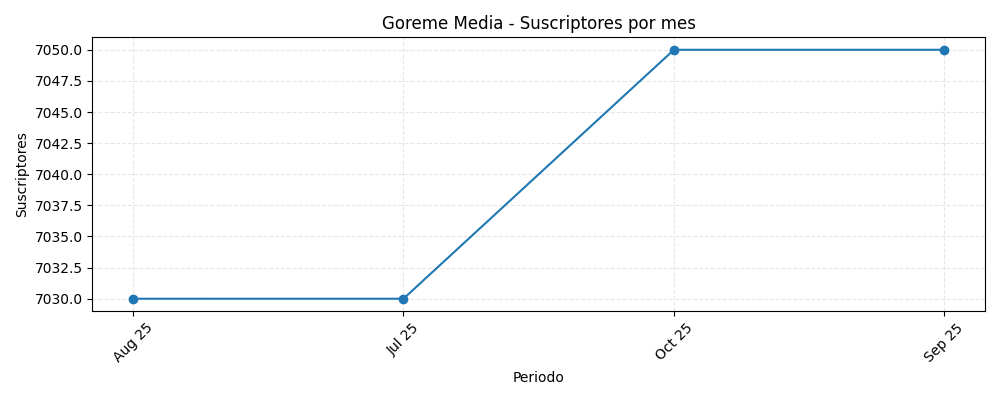 Goreme Media - Suscriptores por mes
Suscriptores
7050.0
7047.5
7045.0
7042.5
7040.0
7037.5
7035.0
7032.5
7030.0
Aug 25
Jul 25
Oct 25
Sep 25
Periodo